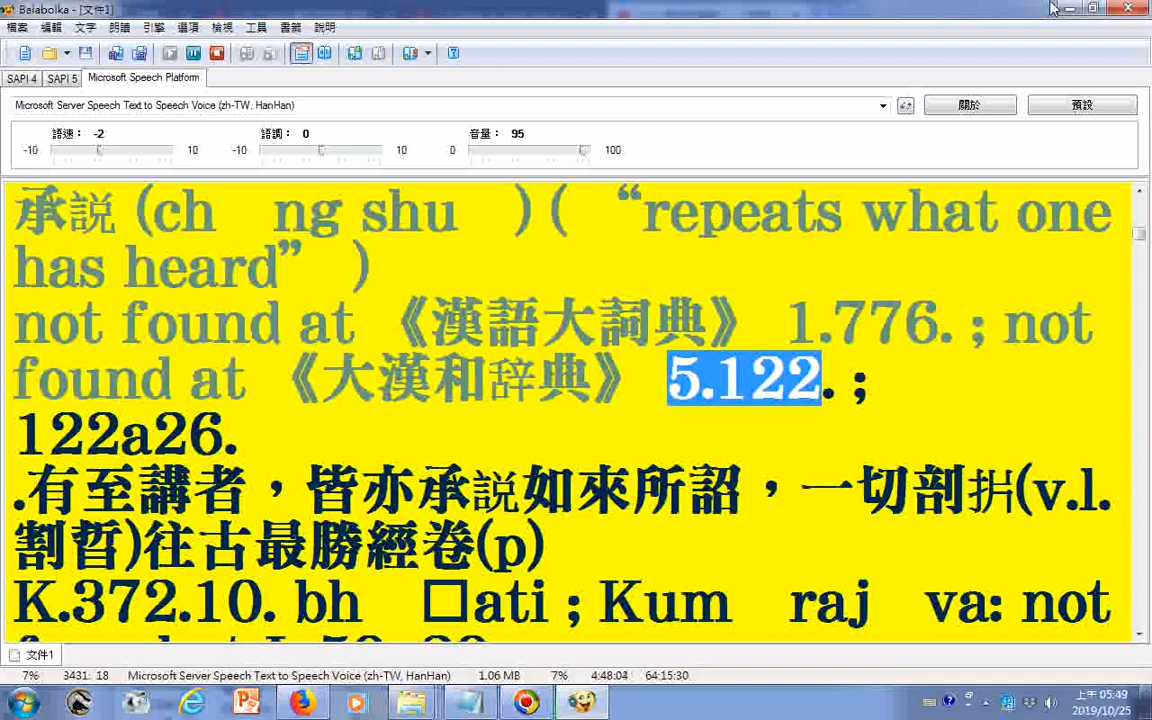 Balabolka - [文件1]
檔案 編輯 文字 朗讀 引擎 選項 檢視 工具 書籤 說明
SAPI 4 SAPI 5 Microsoft Speech Platform
Microsoft Server Speech Text to Speech Voice (zh-TW, HanHan) 關於 預設
語速： -2 語調： 0 音量： 95
-10 10 -10 10 0 100
承説 (ch ng shu )( “repeats what one
has heard” )
not found at 《漢語大詞典》 1.776. ; not
found at 《大漢和辞典》 5.122. ;
122a26.
.有至講者，皆亦承説如來所詔，一切剖拚(v.l.
割哲)往古最勝經卷(p)
K.372.10. bh □ati ; Kum raj va: not
文件1
7% 3431: 18 Microsoft Server Speech Text to Speech Voice (zh-TW, HanHan) 1.06 MB 7% 4:48:04 64:15:30
上午 05:49
2019/10/25